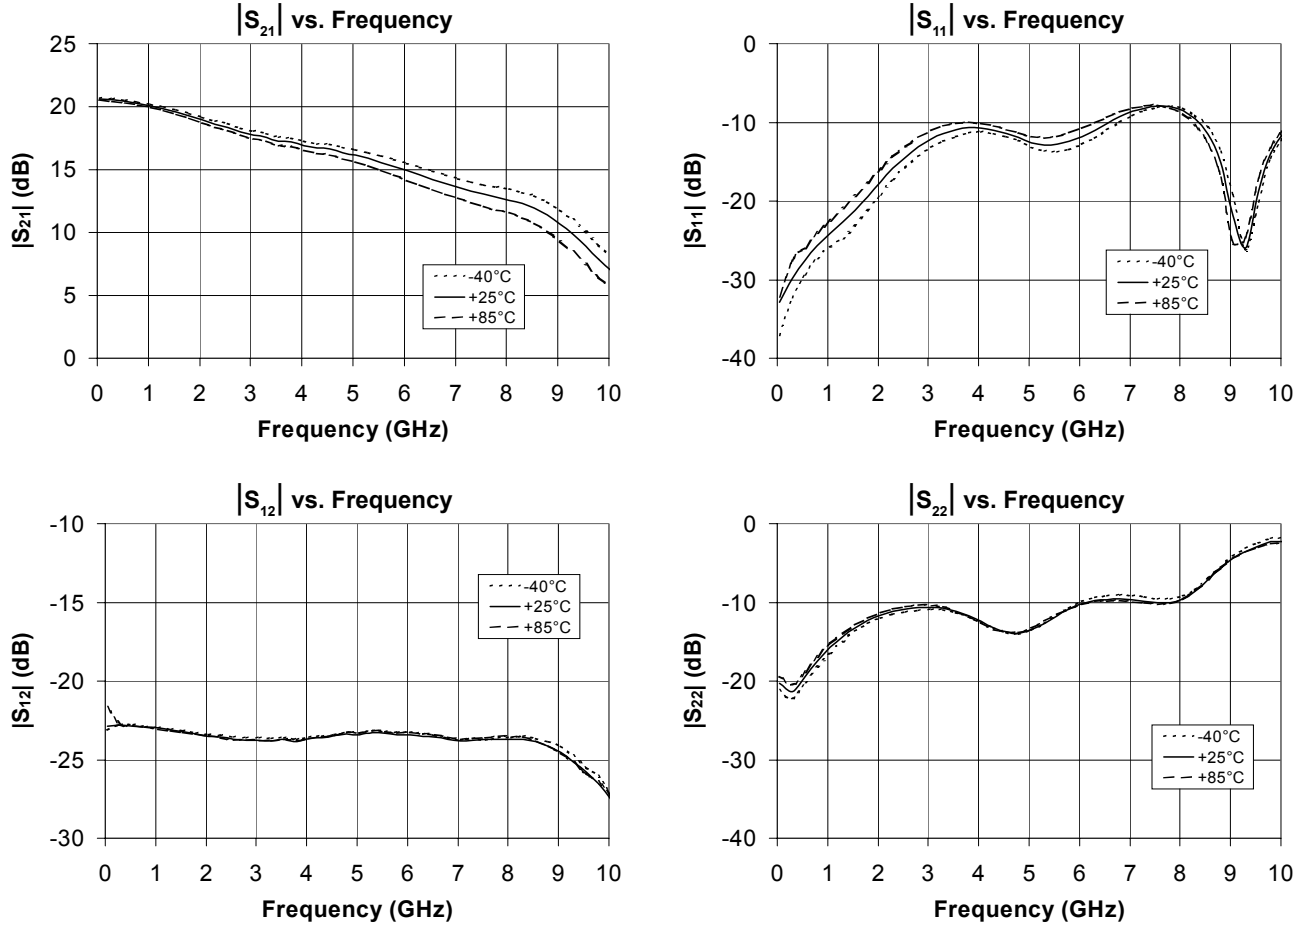 |S21| vs. Frequency
25
20
15
10
5
0
|S21| (dB)
-40°C
+25°C
+85°C
0 1 2 3 4 5 6 7 8 9 10
Frequency (GHz)
|S11| vs. Frequency
0
-10
-20
-30
-40
|S11| (dB)
-40°C
+25°C
+85°C
0 1 2 3 4 5 6 7 8 9 10
Frequency (GHz)
|S12| vs. Frequency
-10
-15
-20
-25
-30
|S12| (dB)
-40°C
+25°C
+85°C
0 1 2 3 4 5 6 7 8 9 10
Frequency (GHz)
|S22| vs. Frequency
0
-10
-20
-30
-40
|S22| (dB)
-40°C
+25°C
+85°C
0 1 2 3 4 5 6 7 8 9 10
Frequency (GHz)